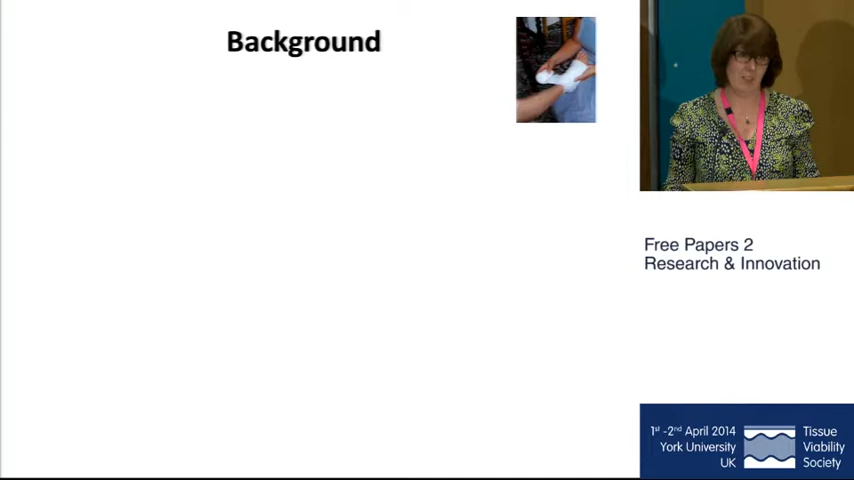 Background
Free Papers 2
Research & Innovation
1st -2nd April 2014
York University
UK
Tissue
Viability
Society